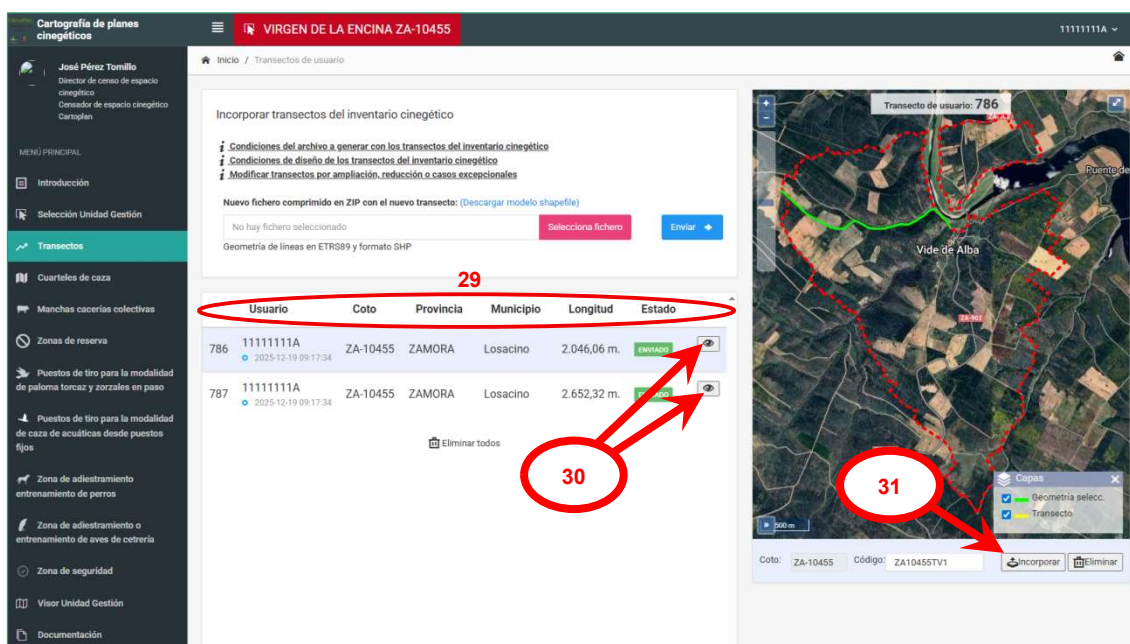 Cartografía de planes
cinegéticos
VIRGEN DE LA ENCINA ZA-10455
11111111A
José Pérez Tomillo
Director de censo de espacio
cinegético
Censador de espacio cinegético
Cartoplan
MENÚ PRINCIPAL
Introducción
Selección Unidad Gestión
Transectos
Cuarteles de caza
Manchas cacerías colectivas
Zonas de reserva
Puestos de tiro para la modalidad
de paloma torcaz y zorzales en paso
Puestos de tiro para la modalidad
de caza de acuáticas desde puestos
fijos
Zona de adiestramiento
entrenamiento de perros
Zona de adiestramiento o
entrenamiento de aves de cetrería
Zona de seguridad
Visor Unidad Gestión
Documentación
Inicio / Transectos de usuario
Incorporar transectos del inventario cinegético
i Condiciones del archivo a generar con los transectos del inventario cinegético
i Condiciones de diseño de los transectos del inventario cinegético
i Modificar transectos por ampliación, reducción o casos excepcionales
Nuevo fichero comprimido en ZIP con el nuevo transecto: (Descargar modelo shapefile)
No hay fichero seleccionado Selecciona fichero Enviar
Geometría de líneas en ETRS89 y formato SHP
29
Usuario Coto Provincia Municipio Longitud Estado
786 11111111A ZA-10455 ZAMORA Losacino 2.046,06 m. ENVIADO
2025-12-19 09:17:34
787 11111111A ZA-10455 ZAMORA Losacino 2.652,32 m.
2025-12-19 09:17:34
Eliminar todos
30
+
-
Transecto de usuario: 786
Puente de
Vide de Alba
ZA-902
31
Capas X
Geometría selecc.
Transecto
500 m
Coto: ZA-10455 Código: ZA10455TV1 Incorporar Eliminar